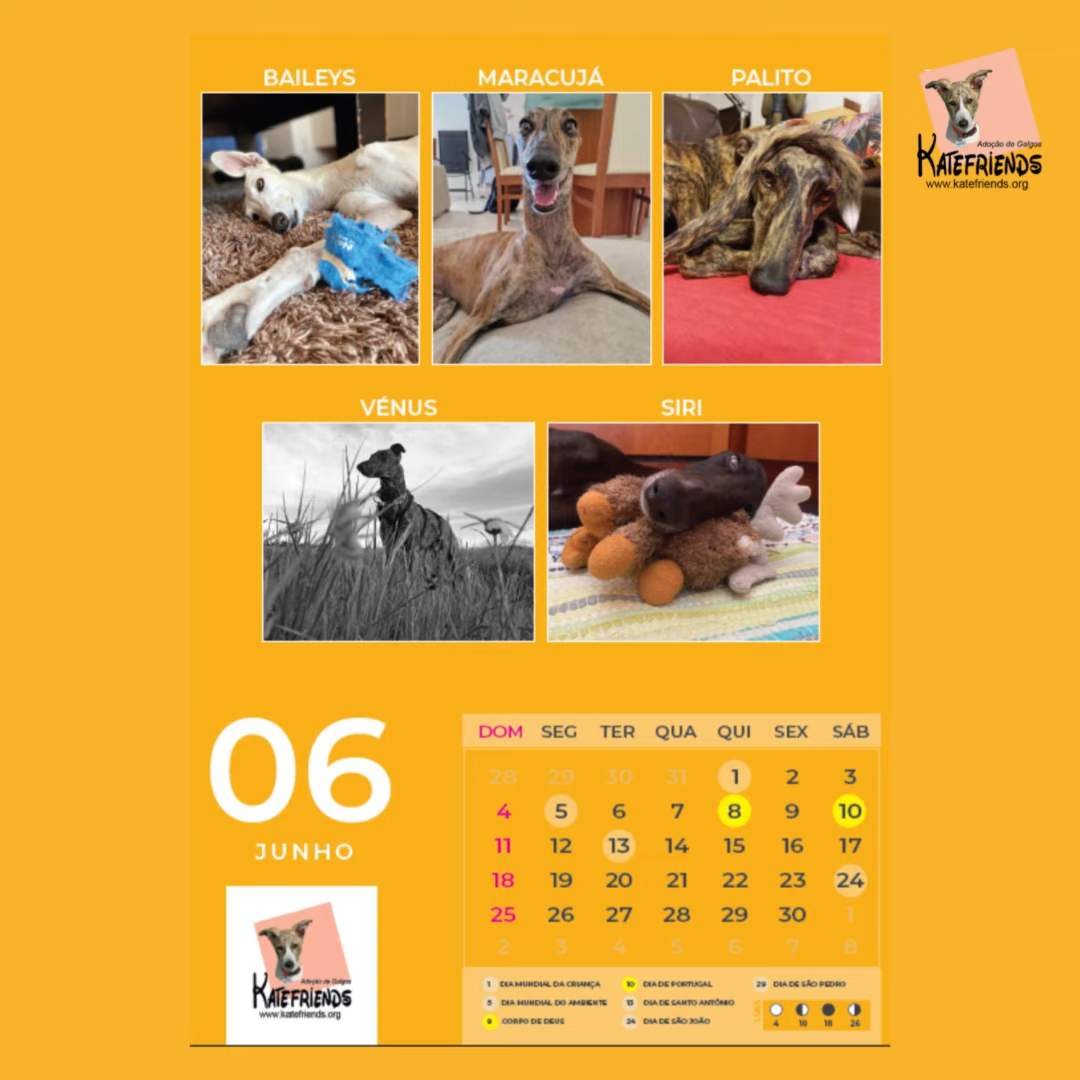 BAILEYS
MARACUJÁ
PALITO
Adoção de Galgos
KATEFRIENDS
www.katefriends.org
VÉNUS
SIRI
06
JUNHO
DOM SEG TER QUA QUI SEX SÁB
28 29 30 31 1 2 3
4 5 6 7 8 9 10
11 12 13 14 15 16 17
18 19 20 21 22 23 24
25 26 27 28 29 30 1
2 3 4 5 6 7 8
Adoção de Galgos
KATEFRIENDS
www.katefriends.org
1 DIA MUNDIAL DA CRIANÇA
5 DIA MUNDIAL DO AMBIENTE
8 CORPO DE DEUS
10 DIA DE PORTUGAL
13 DIA DE SANTO ANTÓNIO
24 DIA DE SÃO JOÃO
29 DIA DE SÃO PEDRO
4 10 18 26